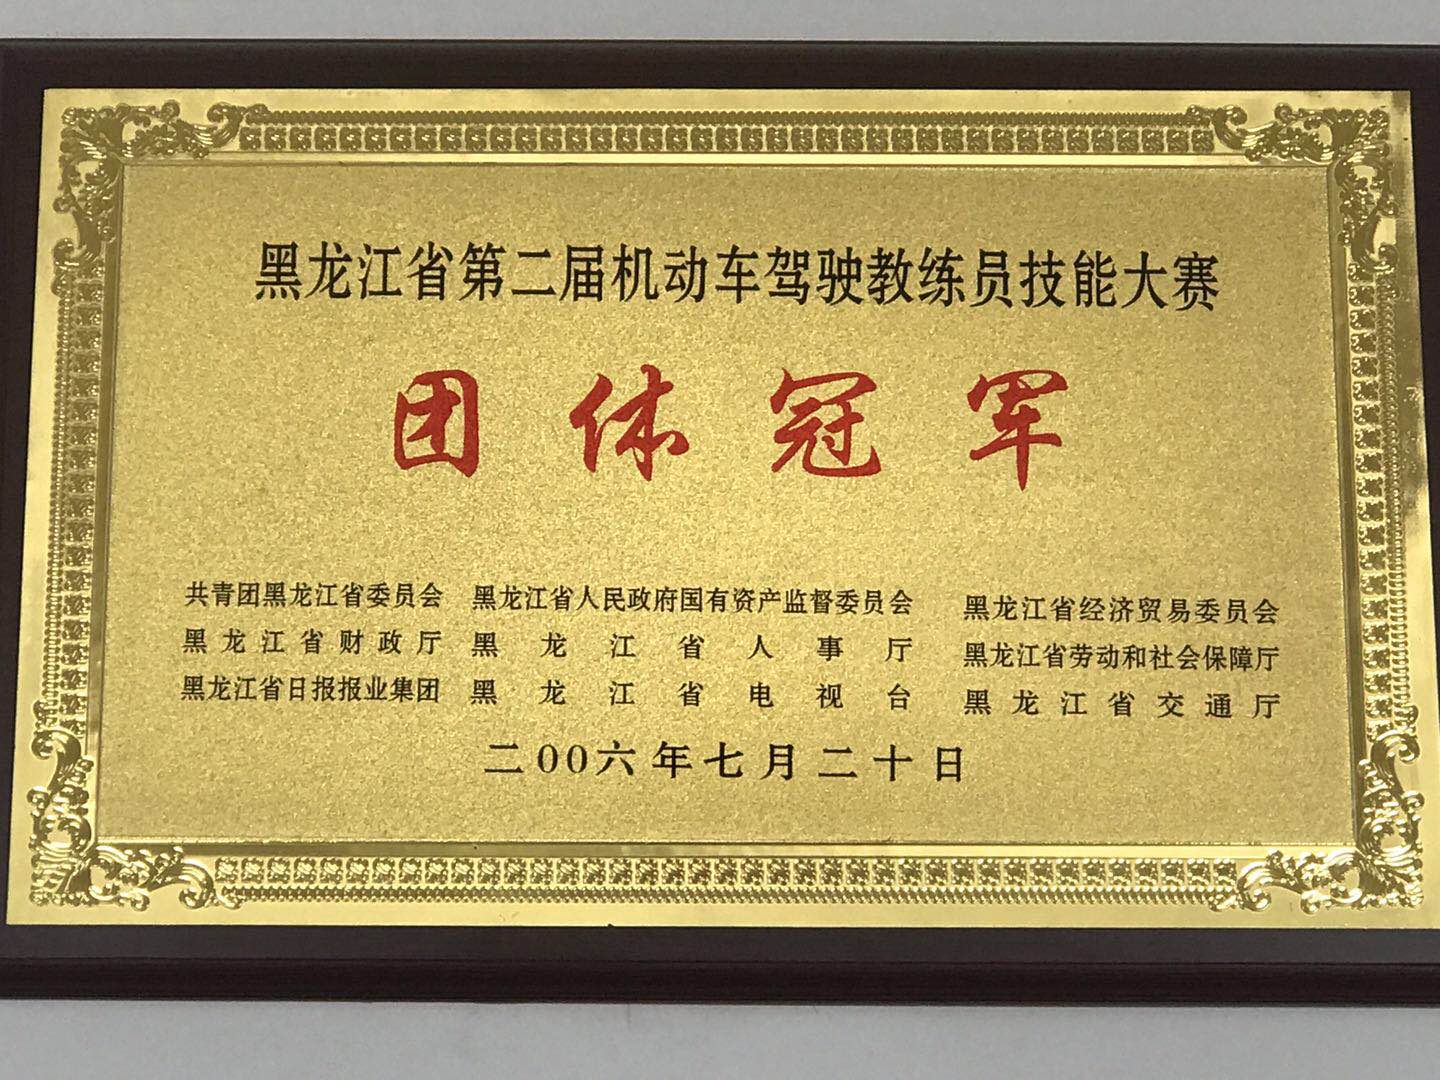 黑龙江省第二届机动车驾驶教练员技能大赛
团体冠军
共青团黑龙江省委员会 黑龙江省人民政府国有资产监督委员会 黑龙江省经济贸易委员会
黑龙江省财政厅 黑龙江省人事厅 黑龙江省劳动和社会保障厅
黑龙江省日报报业集团 黑龙江省电视台 黑龙江省交通厅
二00六年七月二十日